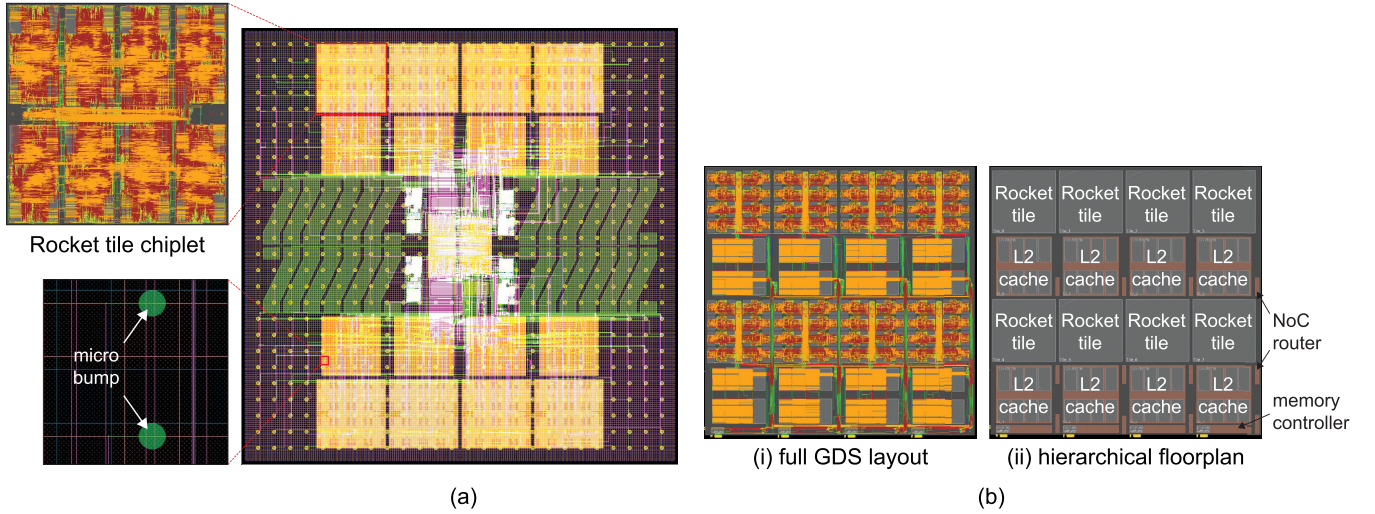 Rocket tile chiplet
micro
bump
(a)
Rocket
tile
Rocket
tile
Rocket
tile
Rocket
tile
L2
cache
L2
cache
L2
cache
L2
cache
Rocket
tile
Rocket
tile
Rocket
tile
Rocket
tile
L2
cache
L2
cache
L2
cache
L2
cache
NoC
router
memory
controller
(i) full GDS layout
(ii) hierarchical floorplan
(b)